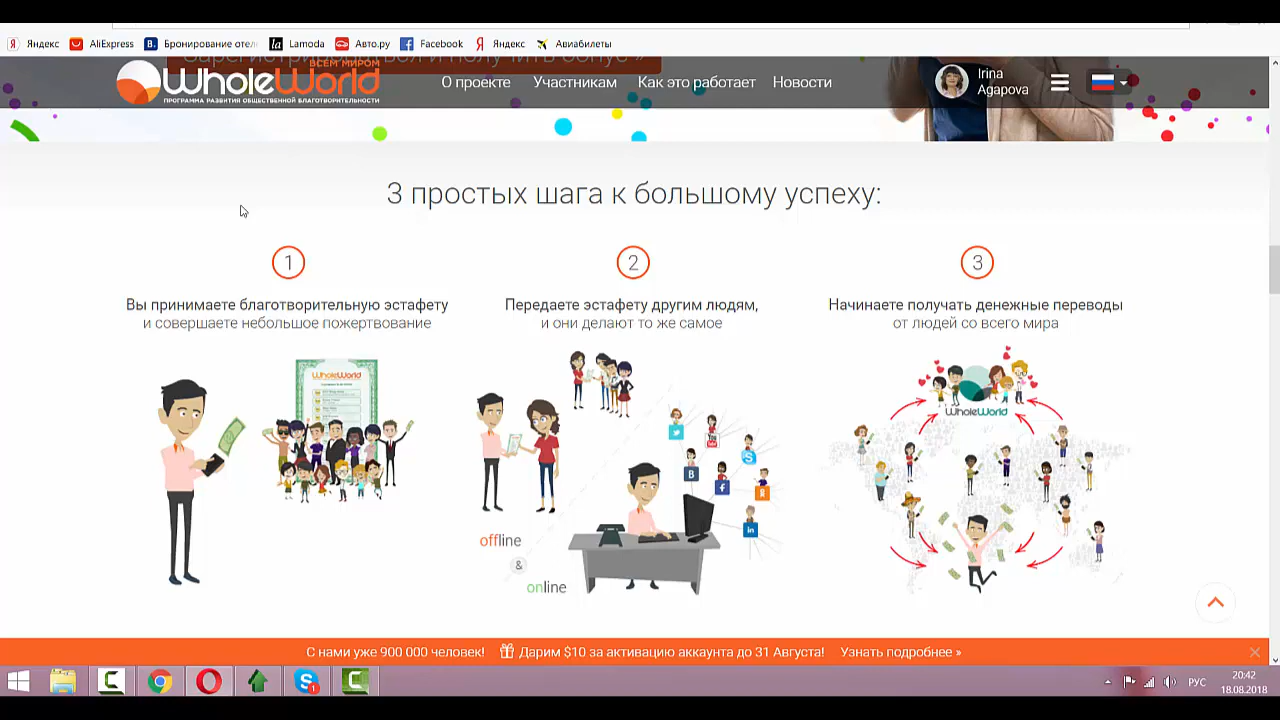 Яндекс
AliExpress
Бронирование отел
Lamoda
Авто.ру
Facebook
Яндекс
Авиабилеты
ВСЕМ МИРОМ
WholeWorld
ПРОГРАММА РАЗВИТИЯ ОБЩЕСТВЕННОЙ БЛАГОТВОРИТЕЛЬНОСТИ
О проекте
Участникам
Как это работает
Новости
Irina
Agapova
3 простых шага к большому успеху:
1
Вы принимаете благотворительную эстафету
и совершаете небольшое пожертвование
WholeWorld
2
Передаете эстафету другим людям,
и они делают то же самое
offline
&
online
3
Начинаете получать денежные переводы
от людей со всего мира
WholeWorld
С нами уже 900 000 человек!
Дарим $10 за активацию аккаунта до 31 Августа!
Узнать подробнее »
РУС
20:42
18.08.2018